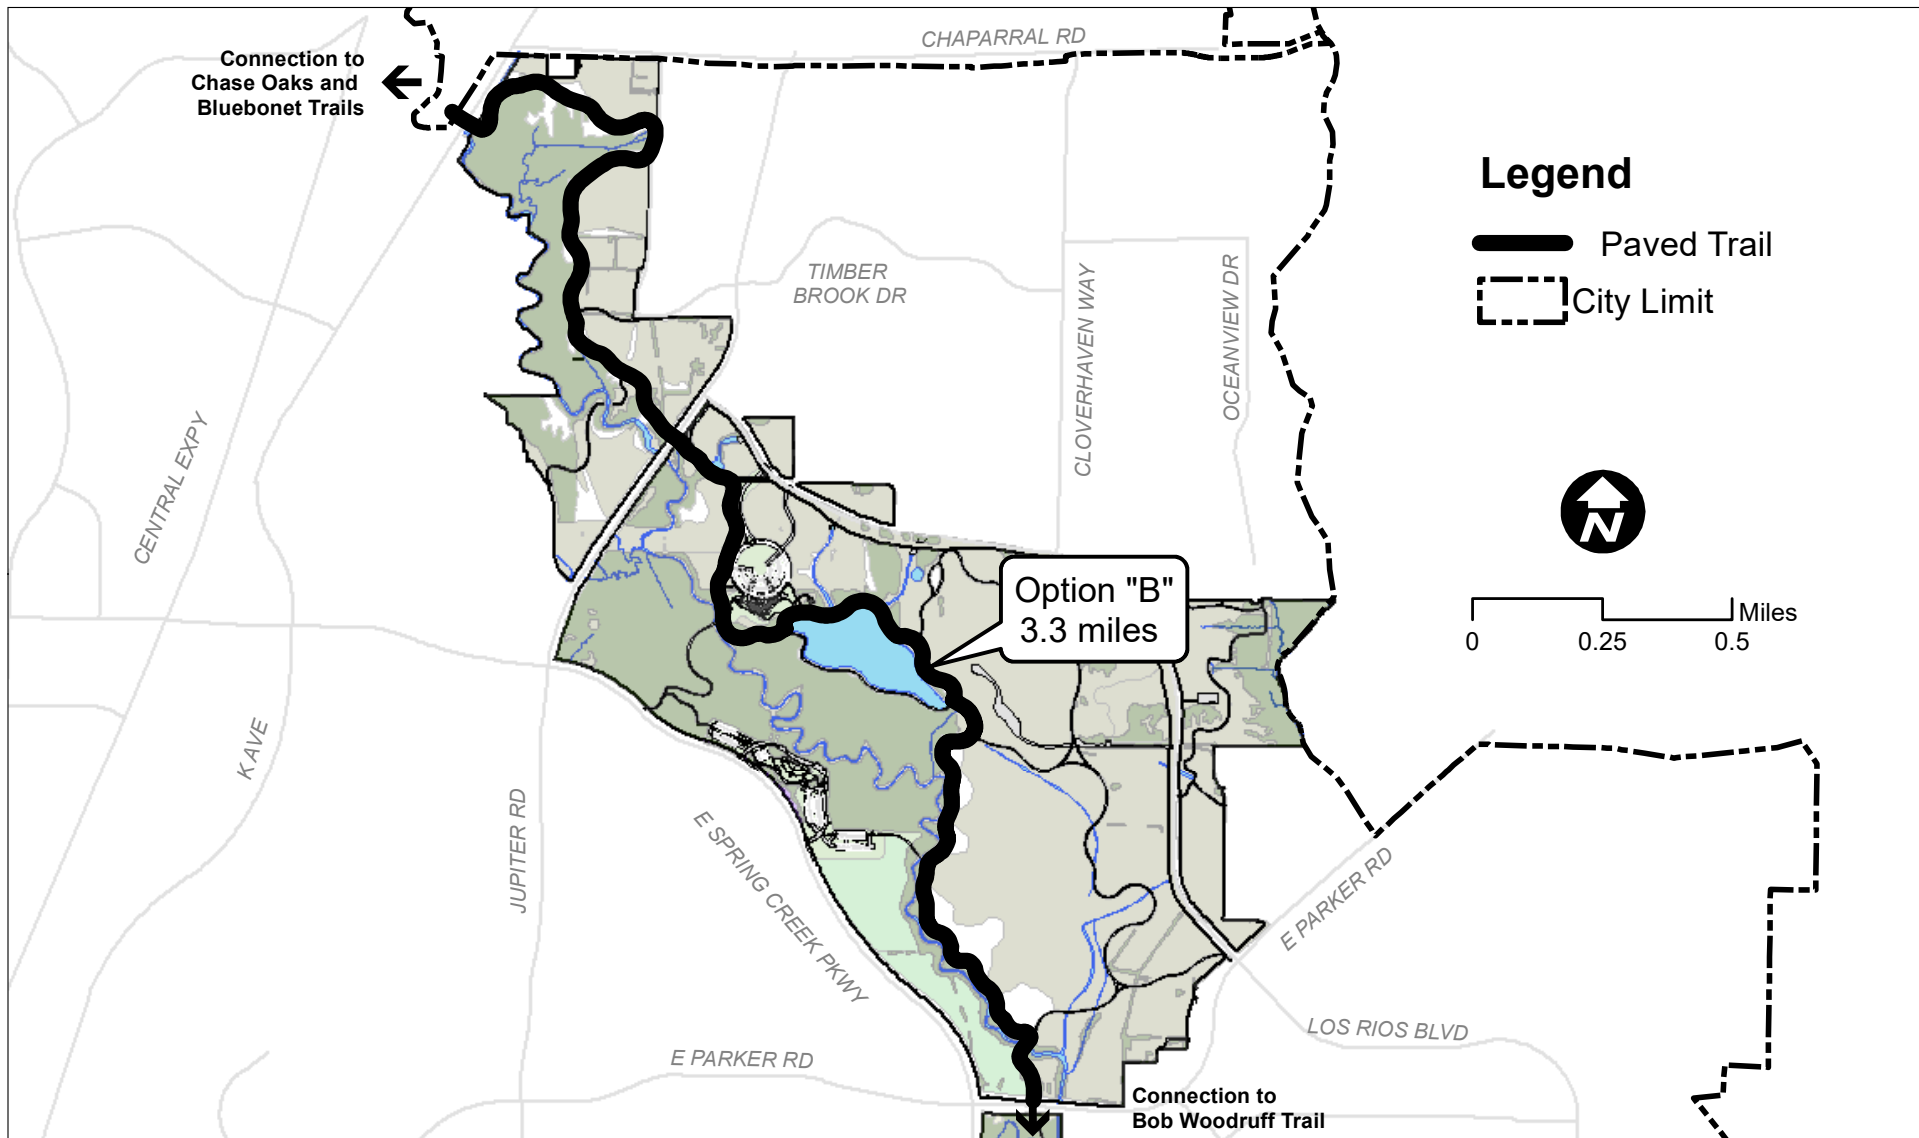 CHAPARRAL RD
Connection to
Chase Oaks and
Bluebonet Trails
Legend
Paved Trail
City Limit
TIMBER
BROOK DR
CLOVERHAVEN WAY
OCEANVIEW DR
CENTRAL EXPY
N
Option "B"
3.3 miles
Miles
0
0.25
0.5
K AVE
JUPITER RD
E SPRING CREEK PKWY
E PARKER RD
LOS RIOS BLVD
E PARKER RD
Connection to
Bob Woodruff Trail